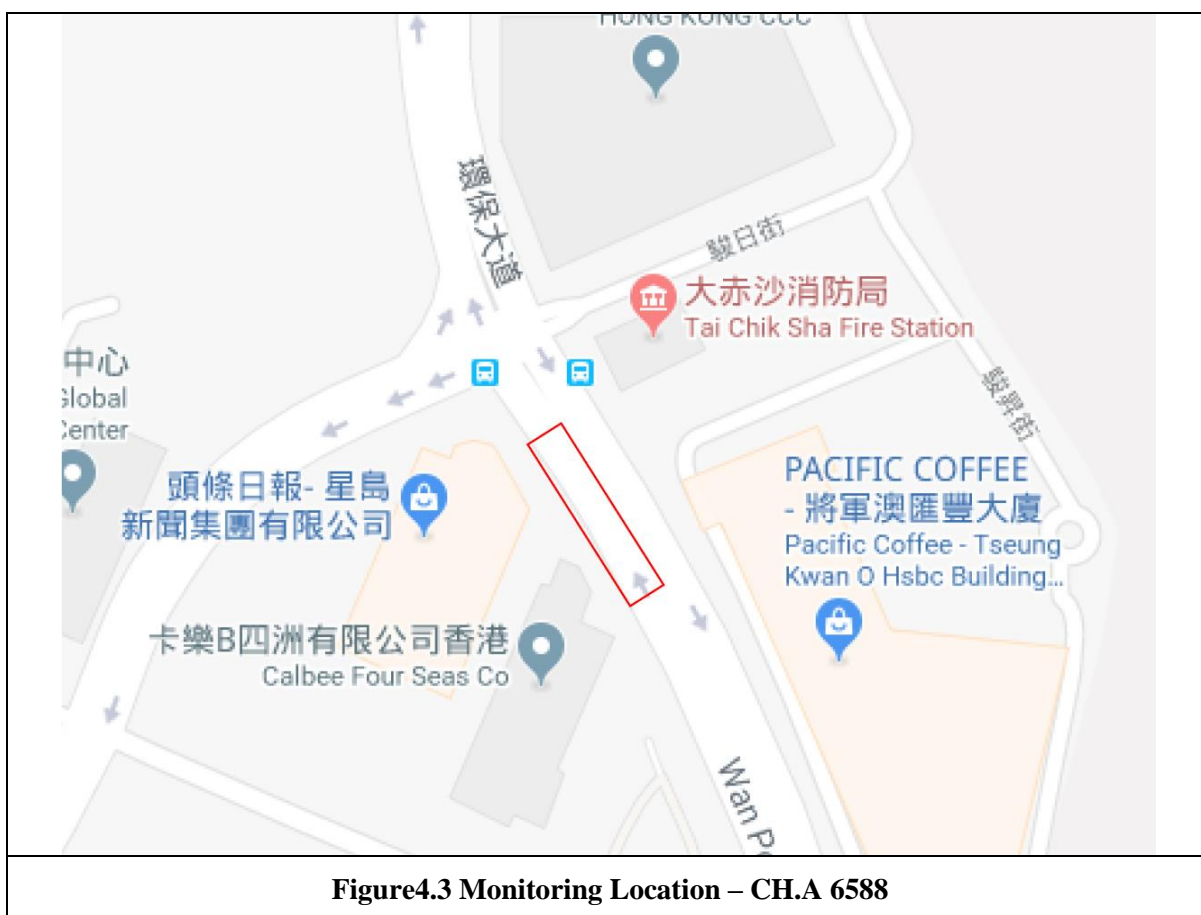 HONG KONG CCC
環保大道
駿日街
大赤沙消防局
Tai Chik Sha Fire Station
中心
Global
Center
駿昇街
頭條日報- 星島
新聞集團有限公司
PACIFIC COFFEE
- 將軍澳匯豐大廈
Pacific Coffee - Tseung
Kwan O Hsbc Building...
卡樂B四洲有限公司香港
Calbee Four Seas Co
Wan Po
Figure4.3 Monitoring Location – CH.A 6588